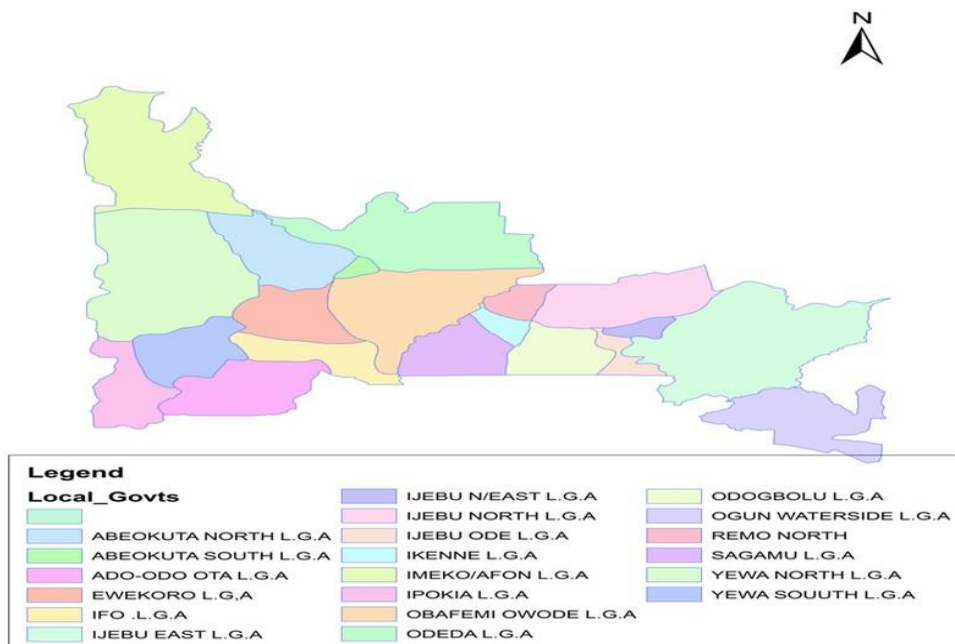 N
Legend
Local_Govts
ABEOKUTA NORTH L.G.A
ABEOKUTA SOUTH L.G.A
ADO-ODO OTA L.G.A
EWEKORO L.G,A
IFO .L.G.A
IJEBU EAST L.G.A
IJEBU N/EAST L.G.A
IJEBU NORTH L.G.A
IJEBU ODE L.G.A
IKENNE L.G.A
IMEKO/AFON L.G.A
IPOKIA L.G.A
OBAFEMI OWODE L.G.A
ODEDA L.G.A
ODOGBOLU L.G.A
OGUN WATERSIDE L.G.A
REMO NORTH
SAGAMU L.G.A
YEWA NORTH L.G.A
YEWA SOUUTH L.G.A